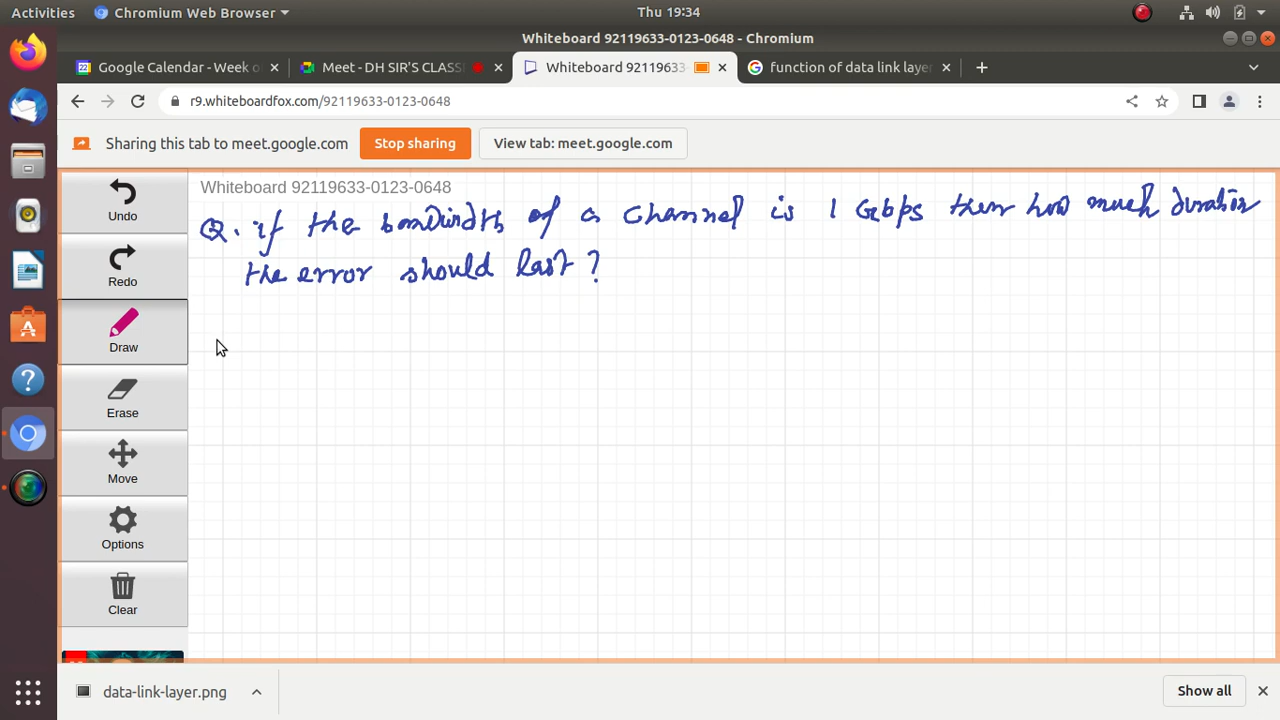 Activities Chromium Web Browser Thu 19:34
Whiteboard 92119633-0123-0648 - Chromium
22 Google Calendar - Week o Meet - DH SIR'S CLASS Whiteboard 92119633 function of data link laye
r9.whiteboardfox.com/92119633-0123-0648
Sharing this tab to meet.google.com Stop sharing View tab: meet.google.com
Whiteboard 92119633-0123-0648
Q. if the bandwidth of a channel is 1 Gbps then how much duration
the error should last ?
Undo
Redo
Draw
Erase
Move
Options
Clear
data-link-layer.png Show all